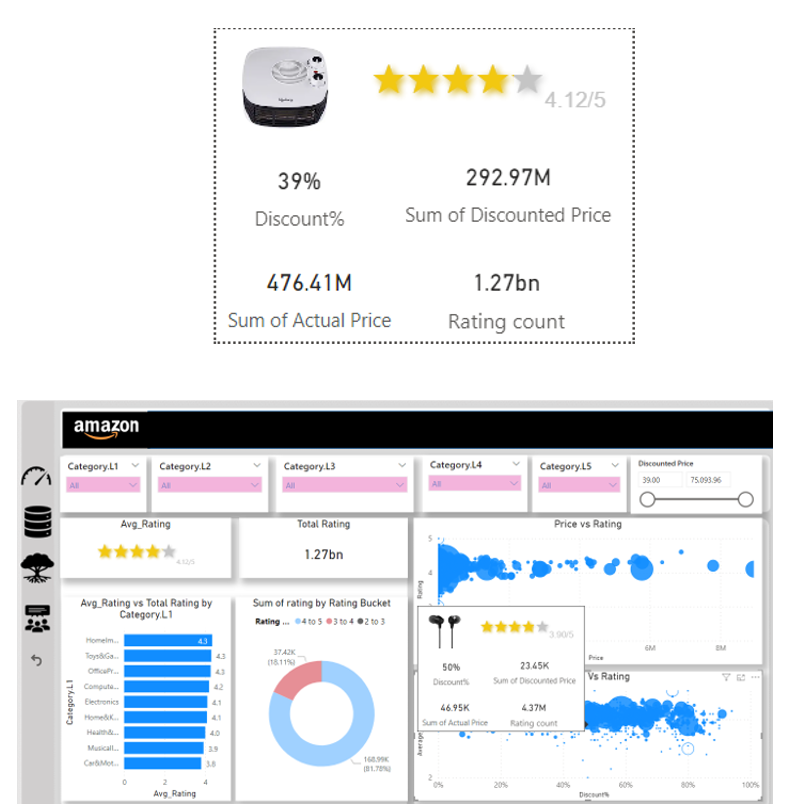 4.12/5
39%
292.97M
Discount%
Sum of Discounted Price
476.41M
1.27bn
Sum of Actual Price
Rating count
amazon
Category.L1
Category.L2
Category.L3
Category.L4
Category.L5
Discounted Price
All
All
All
All
All
39.00
75,093.96
Avg_Rating
4.12/5
Total Rating
1.27bn
Price vs Rating
5
4
3
Rating
6M
8M
Price
Avg_Rating vs Total Rating by
Category.L1
Category.L1
HomeIm... 4.3
Toys&Ga... 4.3
OfficePr... 4.3
Compute... 4.2
Electronics 4.1
Home&K... 4.1
Health&... 4.0
Musicall... 3.9
Car&Mot... 3.8
0 2 4
Avg_Rating
Sum of rating by Rating Bucket
Rating ... 4 to 5 3 to 4 2 to 3
37.42K
(18.11%)
168.99K
(81.78%)
3.90/5
50%
23.45K
Discount%
Sum of Discounted Price
46.95K
4.37M
Sum of Actual Price
Rating count
Vs Rating
Average
2
0% 20% 40% 60% 80% 100%
Discount%